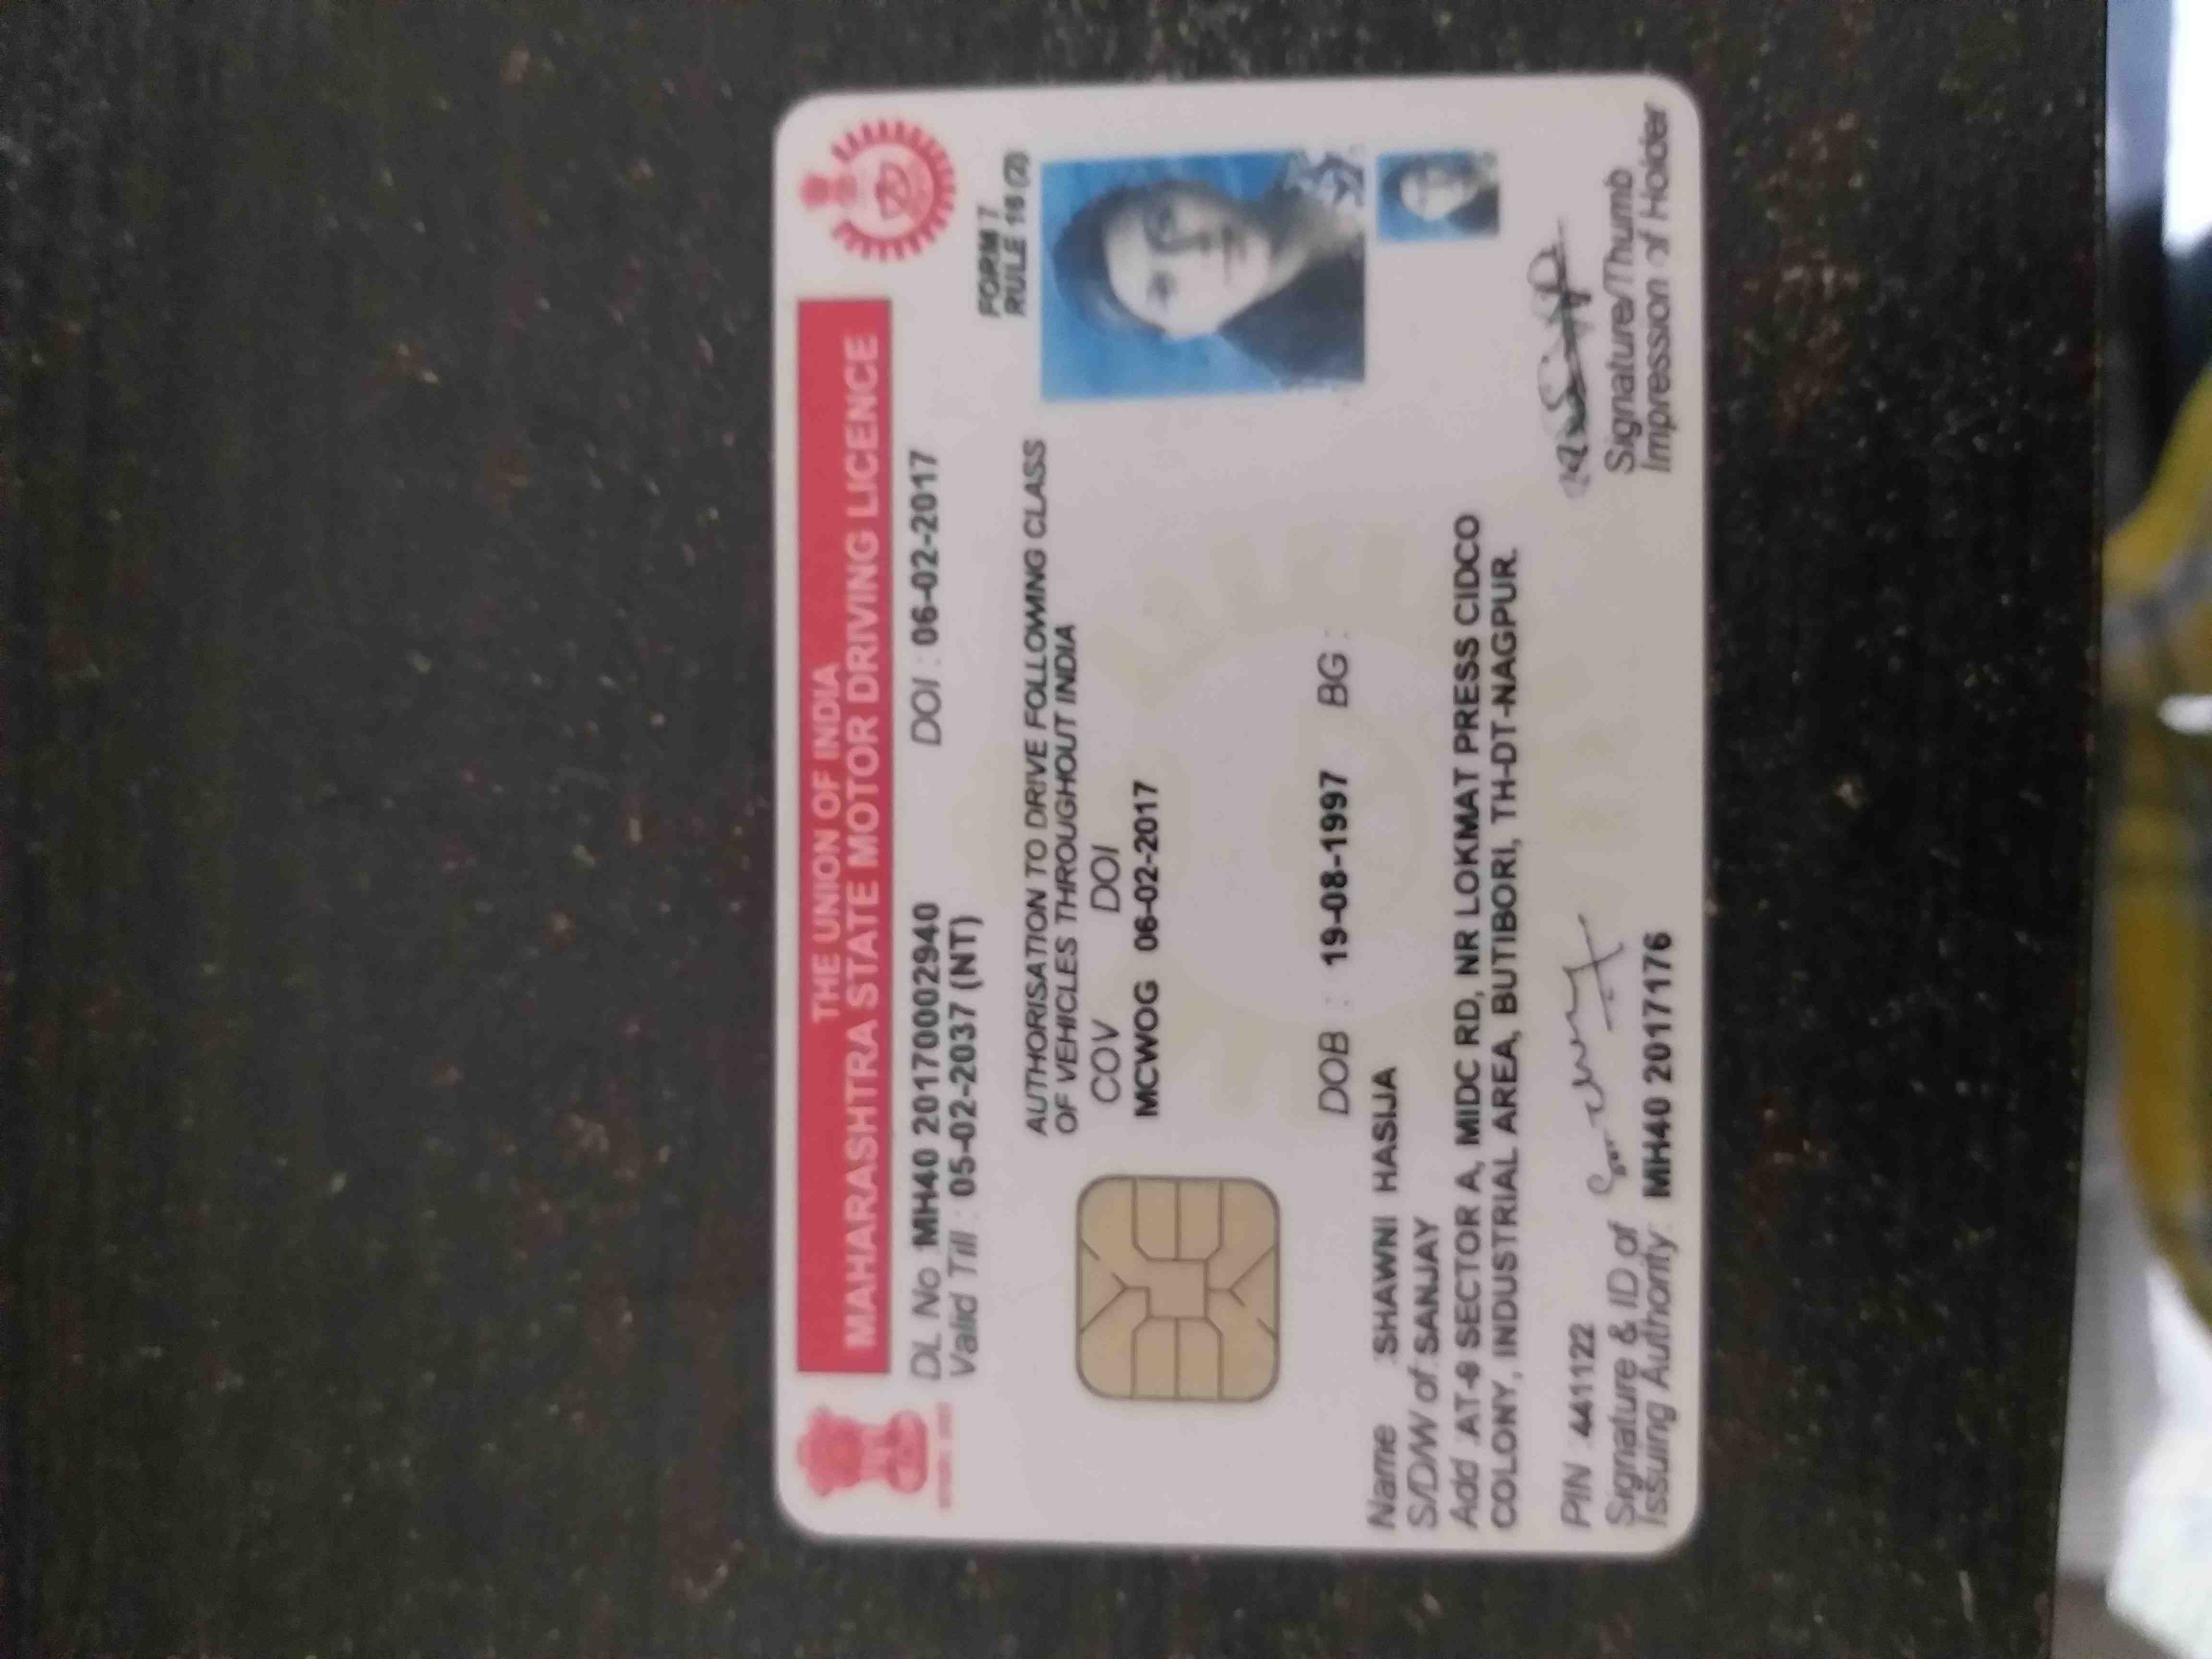 THE UNION OF INDIA
MAHARASHTRA STATE MOTOR DRIVING LICENCE
DL No : MH40 20170002940 DOI : 06-02-2017
Valid Till : 05-02-2037 (NT)
FORM 7
RULE 16 (2)
AUTHORISATION TO DRIVE FOLLOWING CLASS
OF VEHICLES THROUGHOUT INDIA
COV DOI
MCWOG 06-02-2017
DOB : 19-08-1997 BG :
Name : SHAWNI HASIJA
S/D/W of : SANJAY
Add : SECTOR A, MIDC RD, NR LOKMAT PRESS CIDCO
COLONY, INDUSTRIAL AREA, BUTIBORI, TH-DT-NAGPUR.
PIN : 441122
Signature & ID of
Issuing Authority: MH40 2017176
Signature/Thumb
Impression of Holder